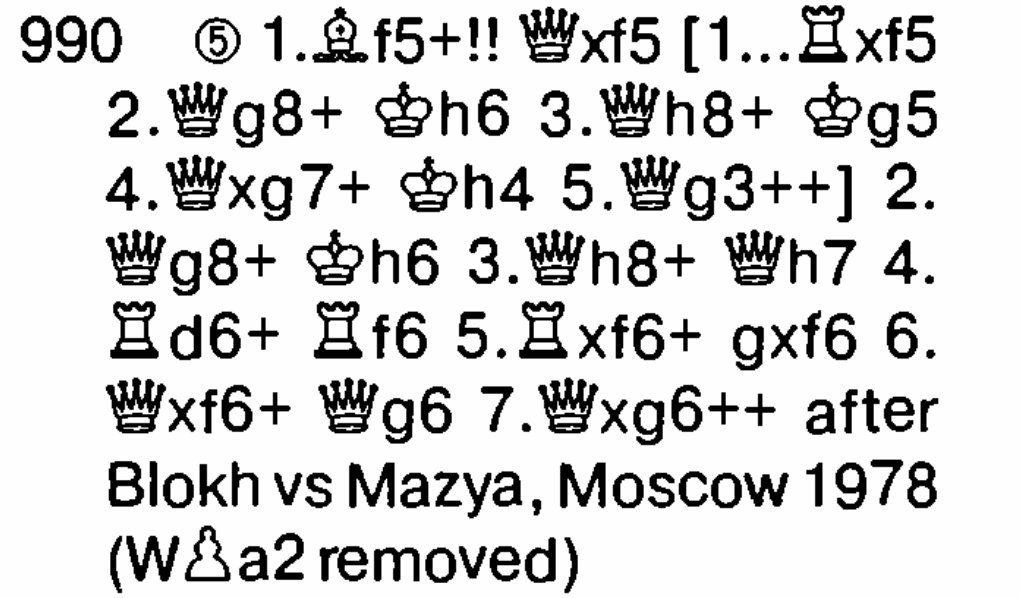 990 ⑤ 1.♗f5+!! ♕xf5 [1...♖xf5
2.♕g8+ ♔h6 3.♕h8+ ♔g5
4.♕xg7+ ♔h4 5.♕g3++] 2.
♕g8+ ♔h6 3.♕h8+ ♕h7 4.
♖d6+ ♖f6 5.♖xf6+ gxf6 6.
♕xf6+ ♕g6 7.♕xg6++ after
Blokh vs Mazya, Moscow 1978
(W♙a2 removed)